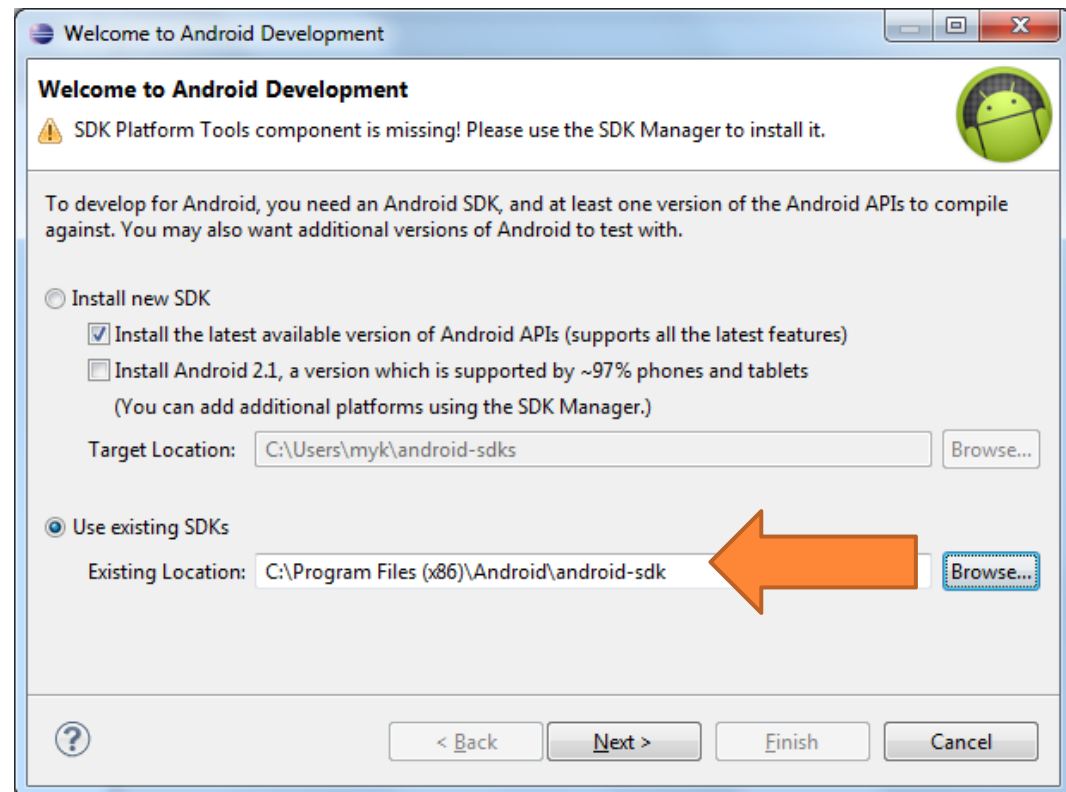 Welcome to Android Development
Welcome to Android Development
SDK Platform Tools component is missing! Please use the SDK Manager to install it.
To develop for Android, you need an Android SDK, and at least one version of the Android APIs to compile
against. You may also want additional versions of Android to test with.
Install new SDK
Install the latest available version of Android APIs (supports all the latest features)
Install Android 2.1, a version which is supported by ~97% phones and tablets
(You can add additional platforms using the SDK Manager.)
Target Location: C:\Users\myk\android-sdks Browse...
Use existing SDKs
Existing Location: C:\Program Files (x86)\Android\android-sdk Browse...
? < Back Next > Finish Cancel